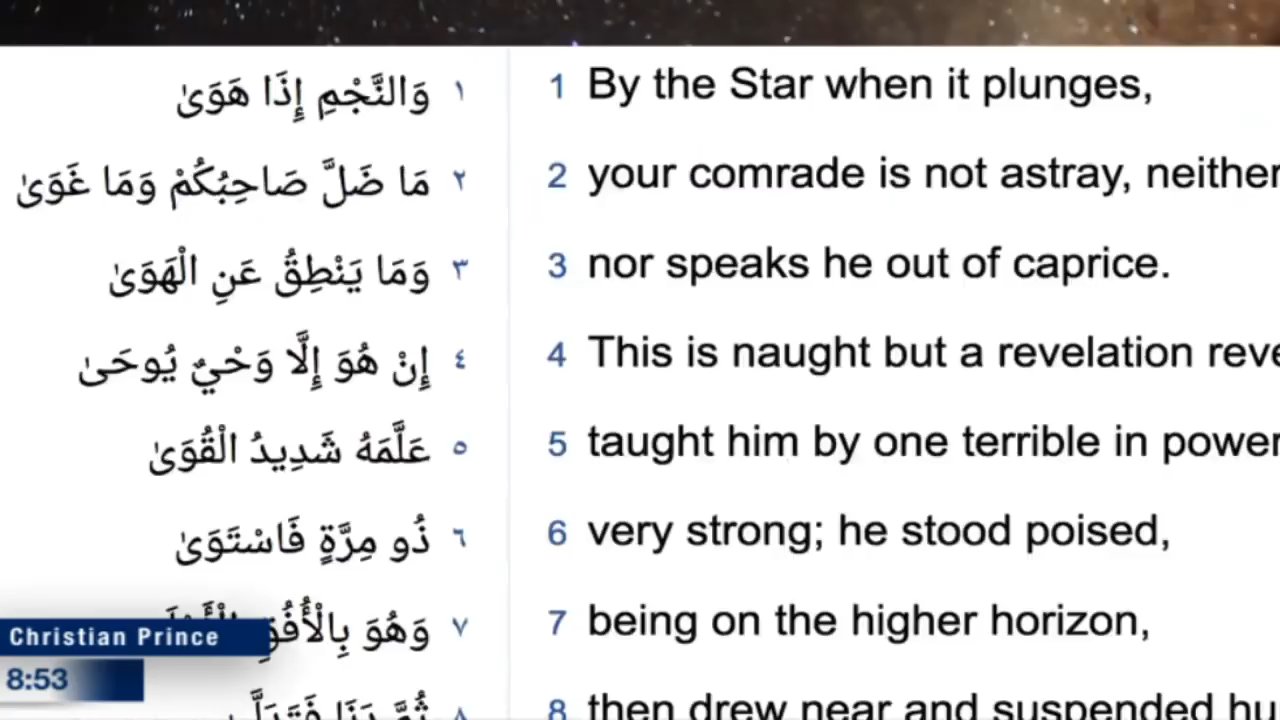 وَالنَّجْمِ إِذَا هَوَىٰ ١
1 By the Star when it plunges,
مَا ضَلَّ صَاحِبُكُمْ وَمَا غَوَىٰ ٢
2 your comrade is not astray, neither
وَمَا يَنْطِقُ عَنِ الْهَوَىٰ ٣
3 nor speaks he out of caprice.
إِنْ هُوَ إِلَّا وَحْيٌ يُوحَىٰ ٤
4 This is naught but a revelation reve
عَلَّمَهُ شَدِيدُ الْقُوَىٰ ٥
5 taught him by one terrible in power
ذُو مِرَّةٍ فَاسْتَوَىٰ ٦
6 very strong; he stood poised,
وَهُوَ بِالْأُفُقِ ٧
7 being on the higher horizon,
٨
8 then drew near and suspended hu
Christian Prince
8:53